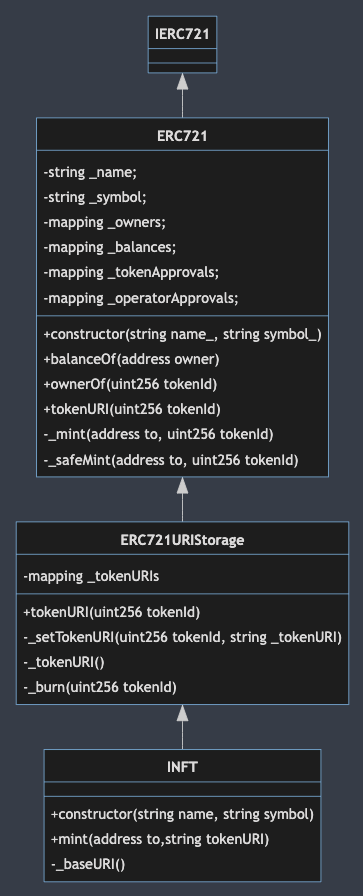 IERC721
ERC721
-string _name;
-string _symbol;
-mapping _owners;
-mapping _balances;
-mapping _tokenApprovals;
-mapping _operatorApprovals;
+constructor(string name_, string symbol_)
+balanceOf(address owner)
+ownerOf(uint256 tokenId)
+tokenURI(uint256 tokenId)
-_mint(address to, uint256 tokenId)
-_safeMint(address to, uint256 tokenId)
ERC721URIStorage
-mapping _tokenURIs
+tokenURI(uint256 tokenId)
-_setTokenURI(uint256 tokenId, string _tokenURI)
-_tokenURI()
-_burn(uint256 tokenId)
INFT
+constructor(string name, string symbol)
+mint(address to,string tokenURI)
-_baseURI()